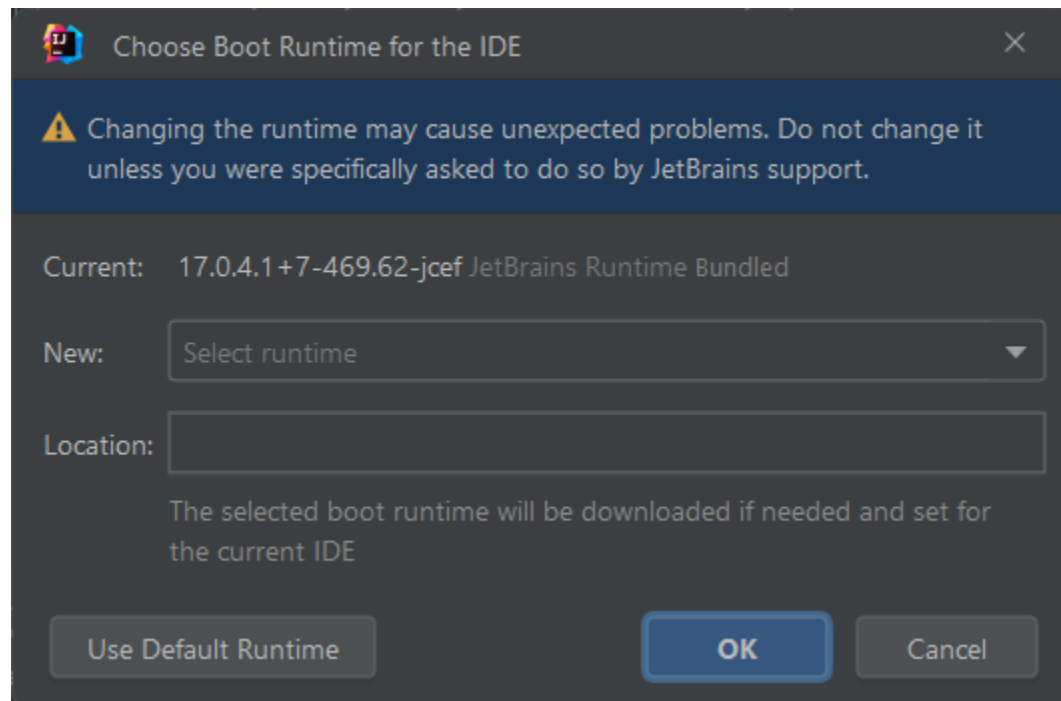 Choose Boot Runtime for the IDE
Changing the runtime may cause unexpected problems. Do not change it
unless you were specifically asked to do so by JetBrains support.
Current: 17.0.4.1+7-469.62-jcef JetBrains Runtime Bundled
New: Select runtime
Location:
The selected boot runtime will be downloaded if needed and set for
the current IDE
Use Default Runtime OK Cancel